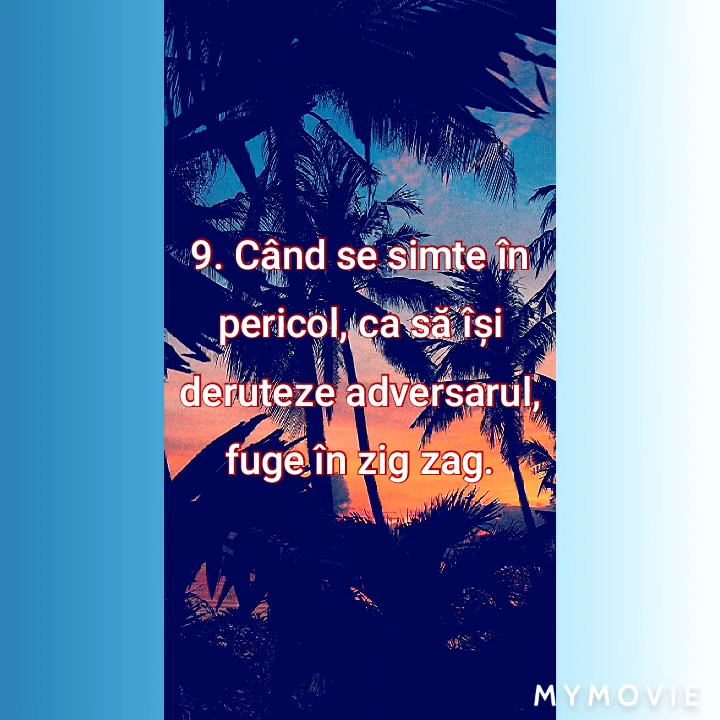 9. Când se simte în
pericol, ca să își
deruteze adversarul,
fuge în zig zag.
MYMOVIE